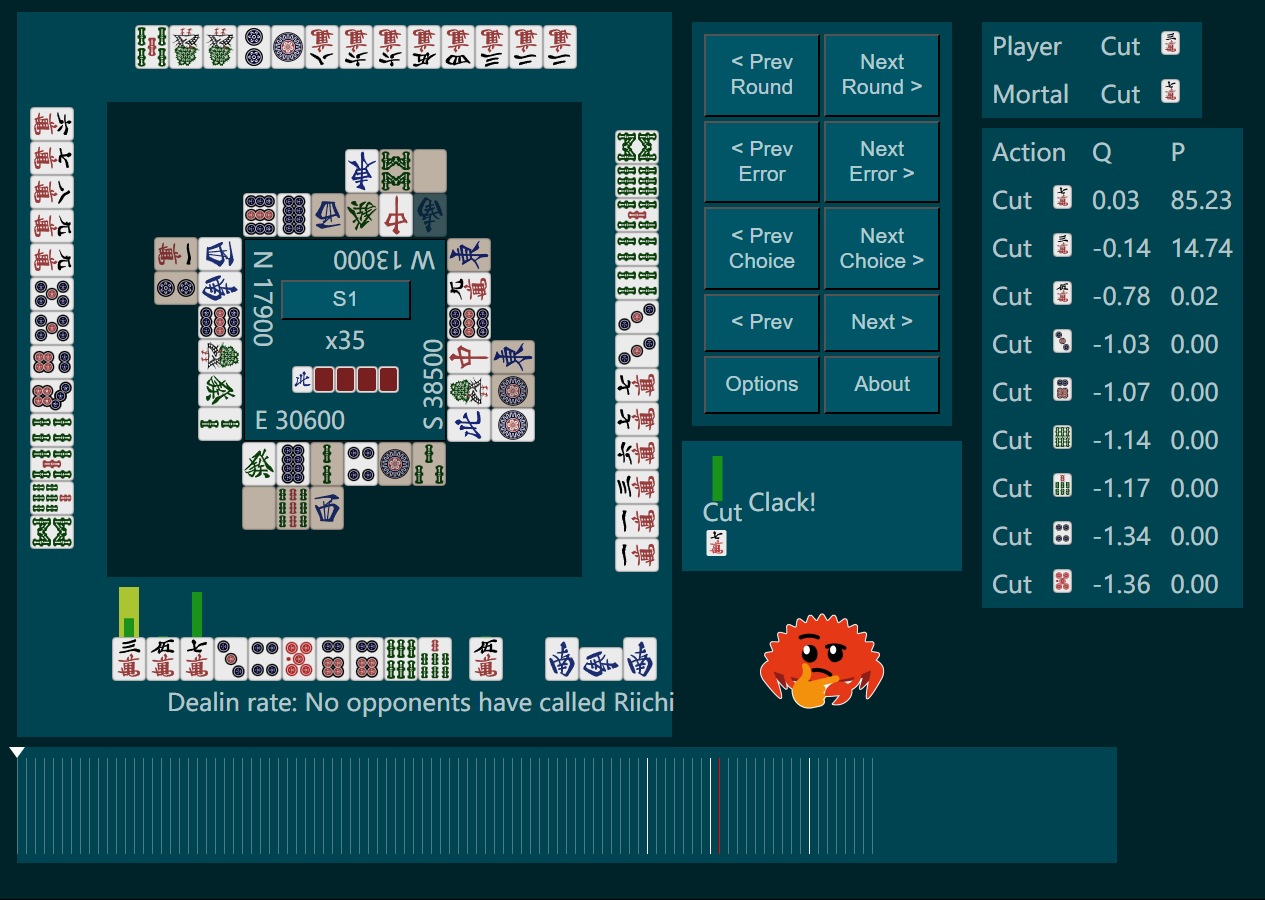 < Prev Round
Next Round >
< Prev Error
Next Error >
< Prev Choice
Next Choice >
< Prev
Next >
Options
About
Player Cut
Mortal Cut
Action Q P
Cut 0.03 85.23
Cut -0.14 14.74
Cut -0.78 0.02
Cut -1.03 0.00
Cut -1.07 0.00
Cut -1.14 0.00
Cut -1.17 0.00
Cut -1.34 0.00
Cut -1.36 0.00
W 13000
N 17900
S1
x35
S 38500
E 30600
Cut
Clack!
Dealin rate: No opponents have called Riichi